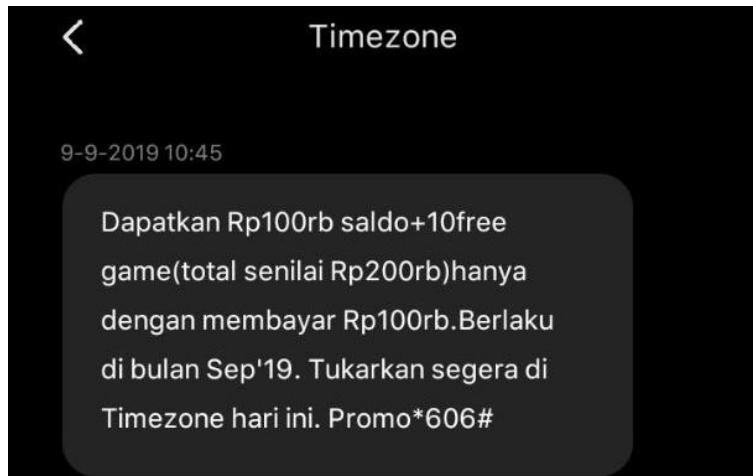 Timezone
9-9-2019 10:45
Dapatkan Rp100rb saldo+10free
game(total senilai Rp200rb)hanya
dengan membayar Rp100rb.Berlaku
di bulan Sep'19. Tukarkan segera di
Timezone hari ini. Promo*606#